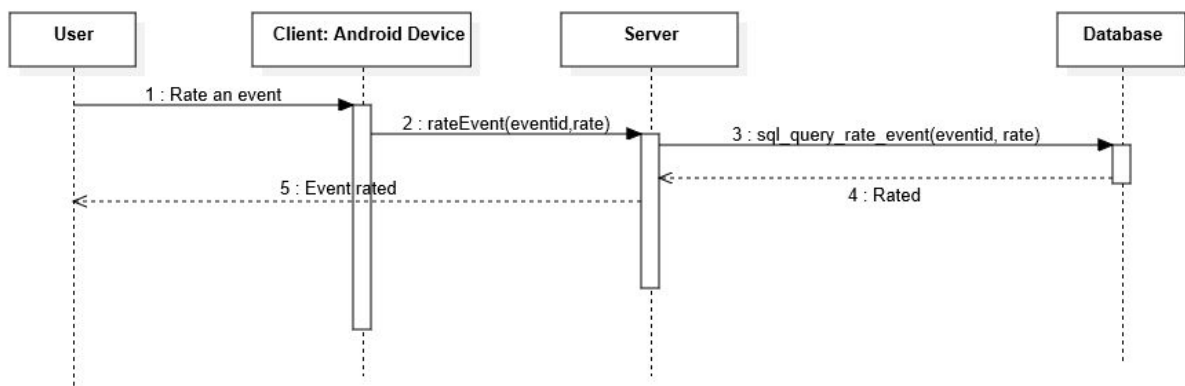 User
Client: Android Device
Server
Database
1 : Rate an event
2 : rateEvent(eventid,rate)
3 : sql_query_rate_event(eventid, rate)
5 : Event rated
4 : Rated